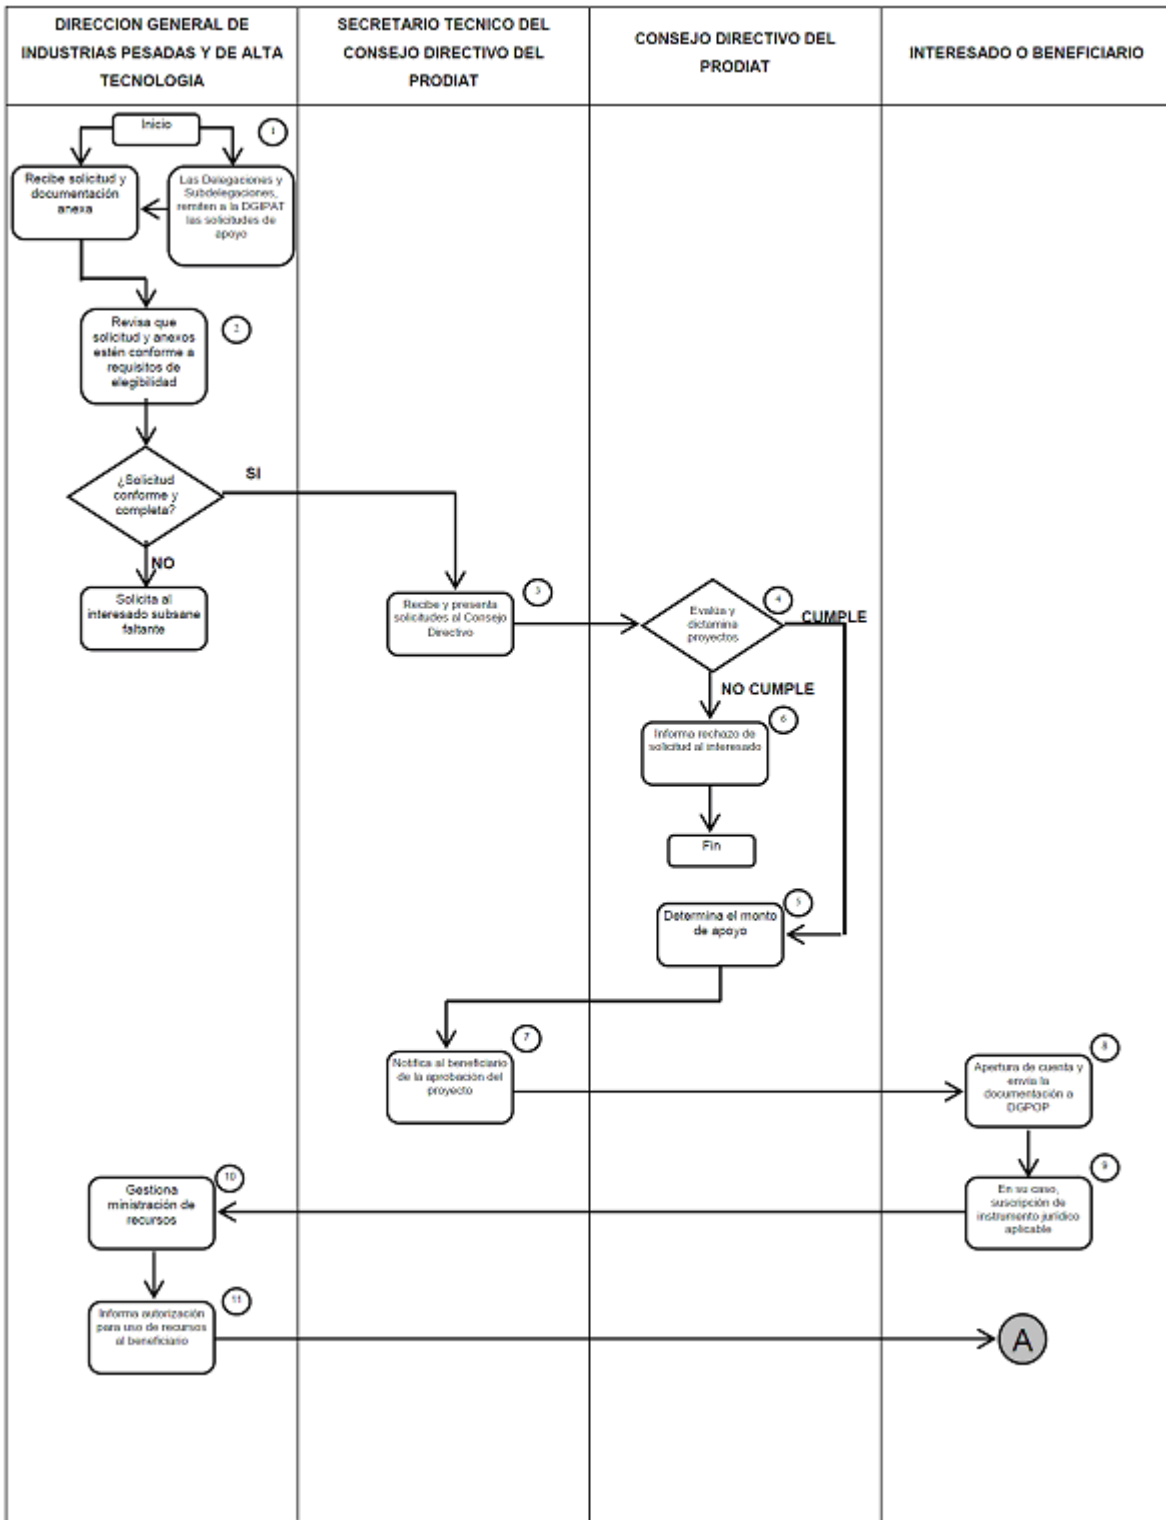 DIRECCION GENERAL DE
INDUSTRIAS PESADAS Y DE ALTA
TECNOLOGIA
SECRETARIO TECNICO DEL
CONSEJO DIRECTIVO DEL
PRODIAT
CONSEJO DIRECTIVO DEL
PRODIAT
INTERESADO O BENEFICIARIO
Inicio
1
Recibe solicitud y
documentación
anexa
Las Delegaciones y
Subdelegaciones,
remiten a la DGIPAT
las solicitudes de
apoyo
Revisa que
solicitud y anexos
estén conforme a
requisitos de
elegibilidad
2
¿Solicitud
conforme y
completa?
SI
NO
Solicita al
interesado subsane
faltante
Recibe y presenta
solicitudes al Consejo
Directivo
3
Evalúa y
dictamina
proyectos
4
CUMPLE
NO CUMPLE
Informa rechazo de
solicitud al interesado
6
Fin
Determina el monto
de apoyo
5
Notifica al beneficiario
de la aprobación del
proyecto
7
Apertura de cuenta y
envía la
documentación a
DGPOP
8
En su caso,
suscripción de
instrumento jurídico
aplicable
9
Gestiona
ministración de
recursos
10
Informa autorización
para uso de recursos
al beneficiario
11
A